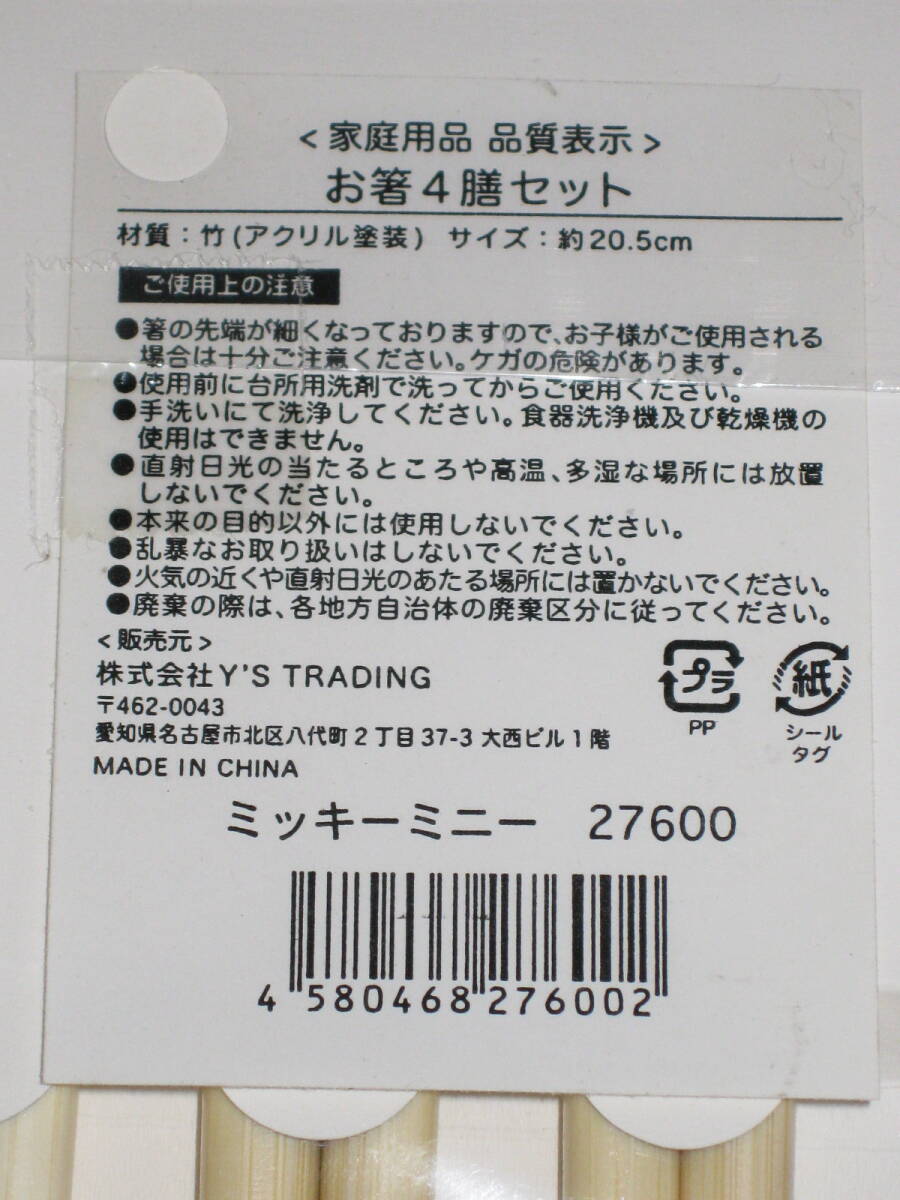 <家庭用品 品質表示>
お箸4膳セット
材質:竹(アクリル塗装) サイズ:約20.5cm
ご使用上の注意
●箸の先端が細くなっておりますので、お子様がご使用される
場合は十分ご注意ください。ケガの危険があります。
●使用前に台所用洗剤で洗ってからご使用ください。
●手洗いにて洗浄してください。食器洗浄機及び乾燥機の
使用はできません。
●直射日光の当たるところや高温、多湿な場所には放置
しないでください。
●本来の目的以外には使用しないでください。
●乱暴なお取り扱いはしないでください。
●火気の近くや直射日光のあたる場所には置かないでください。
●廃棄の際は、各地方自治体の廃棄区分に従ってください。
<販売元>
株式会社Y'S TRADING
〒462-0043
愛知県名古屋市北区八代町2丁目37-3 大西ビル1階
MADE IN CHINA
プラ
PP
紙
シール
タグ
ミッキーミニー 27600
4 580468 276002